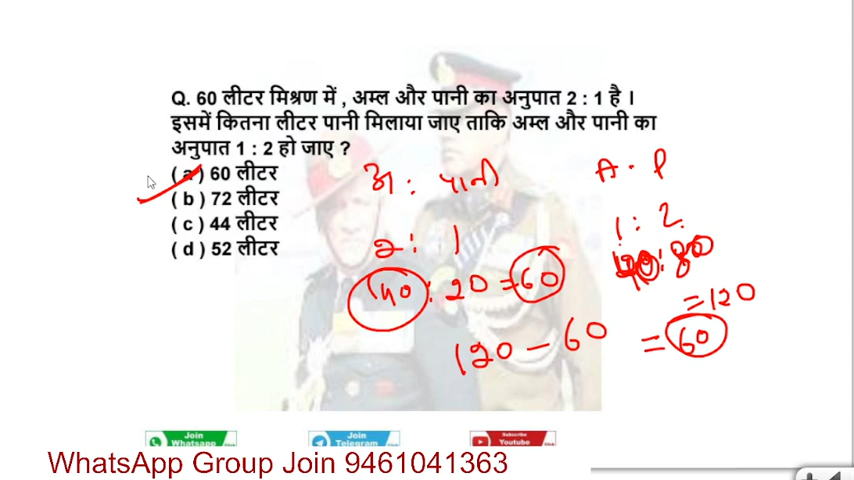 Q. 60 लीटर मिश्रण में , अम्ल और पानी का अनुपात 2 : 1 है ।
इसमें कितना लीटर पानी मिलाया जाए ताकि अम्ल और पानी का
अनुपात 1 : 2 हो जाए ?
( a ) 60 लीटर
( b ) 72 लीटर
( c ) 44 लीटर
( d ) 52 लीटर
अ : पानी
2 : 1
40 : 20 = 60
A . P
1 : 2
: 80
= 120
120 - 60 = 60
Join
Whatsapp
Join
Telegram
Subscribe
Youtube
WhatsApp Group Join 9461041363